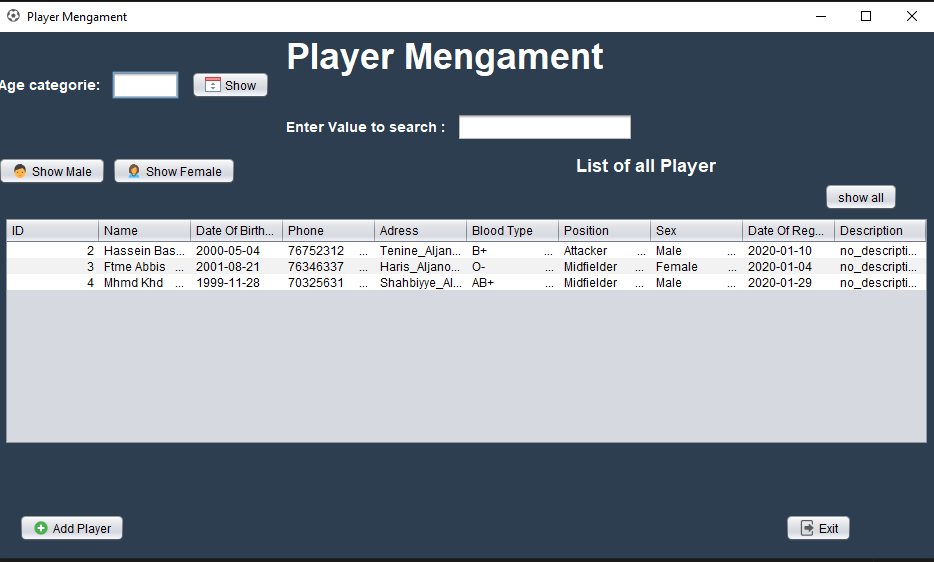 Player Mengament
Player Mengament
Age categorie: Show
Enter Value to search :
Show Male Show Female List of all Player
show all
ID Name Date Of Birth... Phone Adress Blood Type Position Sex Date Of Reg... Description
2 Hassein Bas... 2000-05-04 76752312 ... Tenine_Aljan... B+ ... Attacker ... Male ... 2020-01-10 no_descripti...
3 Ftme Abbis ... 2001-08-21 76346337 ... Haris_Aljano... O- ... Midfielder ... Female ... 2020-01-04 no_descripti...
4 Mhmd Khd ... 1999-11-28 70325631 ... Shahbiyye_Al... AB+ ... Midfielder ... Male ... 2020-01-29 no_descripti...
Add Player Exit